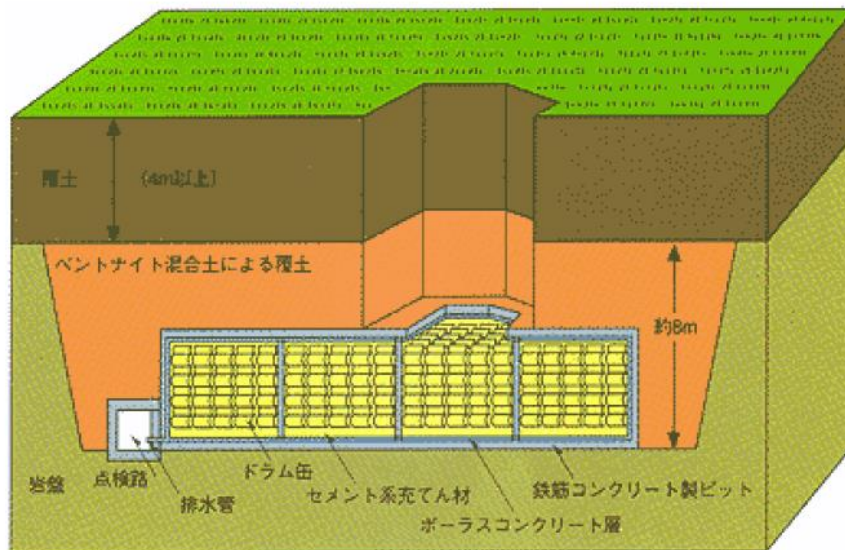 覆土 (4m以上)
ベントナイト混合土による覆土
約8m
岩盤
点検路
排水管
ドラム缶
セメント系充てん材
ポーラスコンクリート層
鉄筋コンクリート製ピット